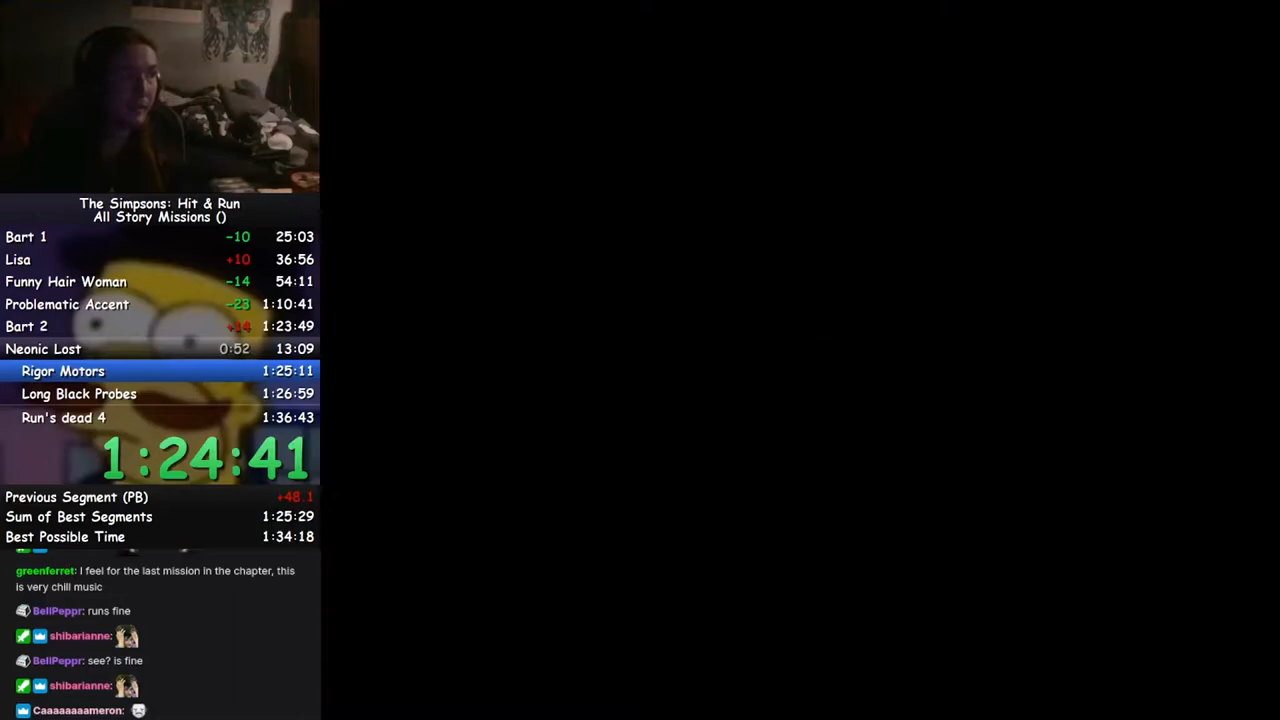 The Simpsons: Hit & Run
All Story Missions ()
Bart 1 -10 25:03
Lisa +10 36:56
Funny Hair Woman -14 54:11
Problematic Accent -23 1:10:41
Bart 2 +14 1:23:49
Neonic Lost 0:52 13:09
Rigor Motors 1:25:11
Long Black Probes 1:26:59
Run's dead 4 1:36:43
1:24:41
Previous Segment (PB) +48.1
Sum of Best Segments 1:25:29
Best Possible Time 1:34:18
greenferret: I feel for the last mission in the chapter, this
is very chill music
BellPeppr: runs fine
shibarianne:
BellPeppr: see? is fine
shibarianne:
Caaaaaaaameron: